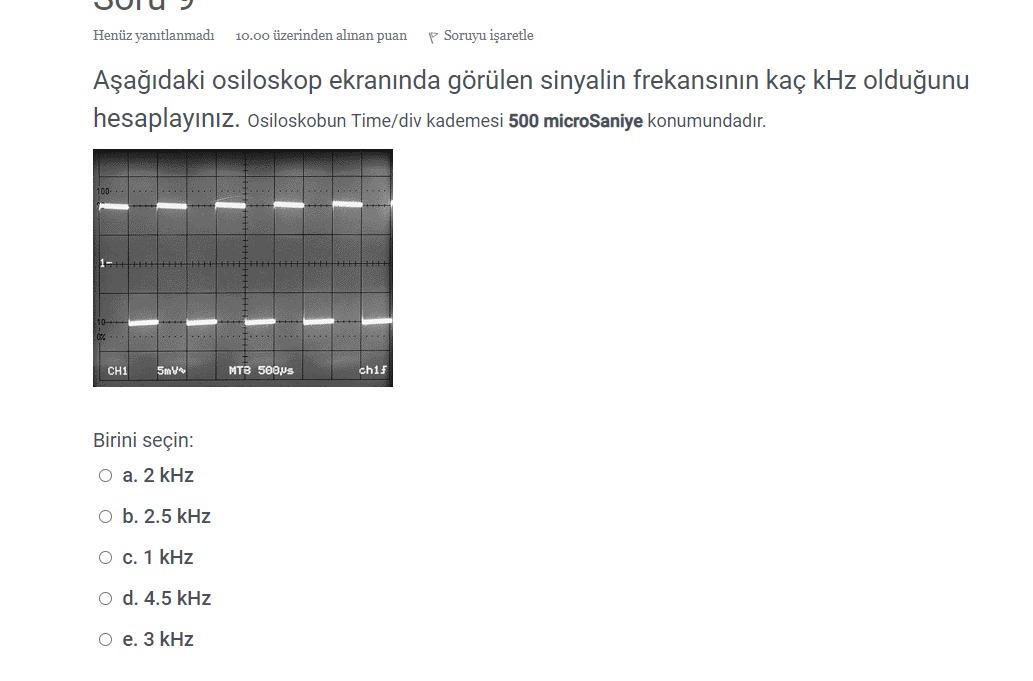 Soru 9
Henüz yanıtlanmadı 10.00 üzerinden alınan puan Soruyu işaretle
Aşağıdaki osiloskop ekranında görülen sinyalin frekansının kaç kHz olduğunu
hesaplayınız. Osiloskobun Time/div kademesi 500 microSaniye konumundadır.
100
1
10
0%
CH1 5mV~ MTB 500µs ch1
Birini seçin:
a. 2 kHz
b. 2.5 kHz
c. 1 kHz
d. 4.5 kHz
e. 3 kHz